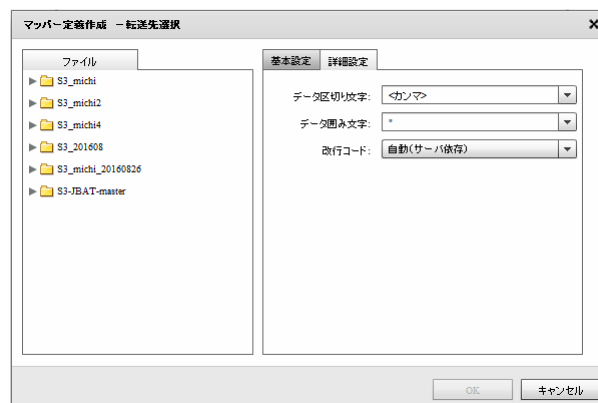 マッパー定義作成 －転送先選択
ファイル
S3_michi
S3_michi2
S3_michi4
S3_201608
S3_michi_20160826
S3-JBAT-master
基本設定 詳細設定
データ区切り文字: <カンマ>
データ囲み文字: "
改行コード: 自動(サーバ依存)
OK キャンセル